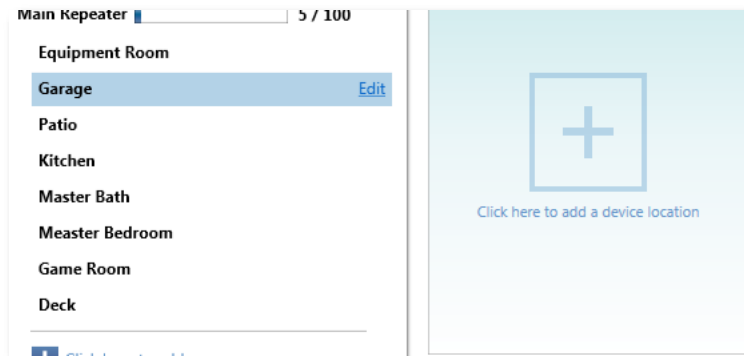 Main Repeater 5 / 100
Equipment Room
Garage Edit
Patio
Kitchen
Master Bath
Measter Bedroom
Game Room
Deck
Click here to add a device location